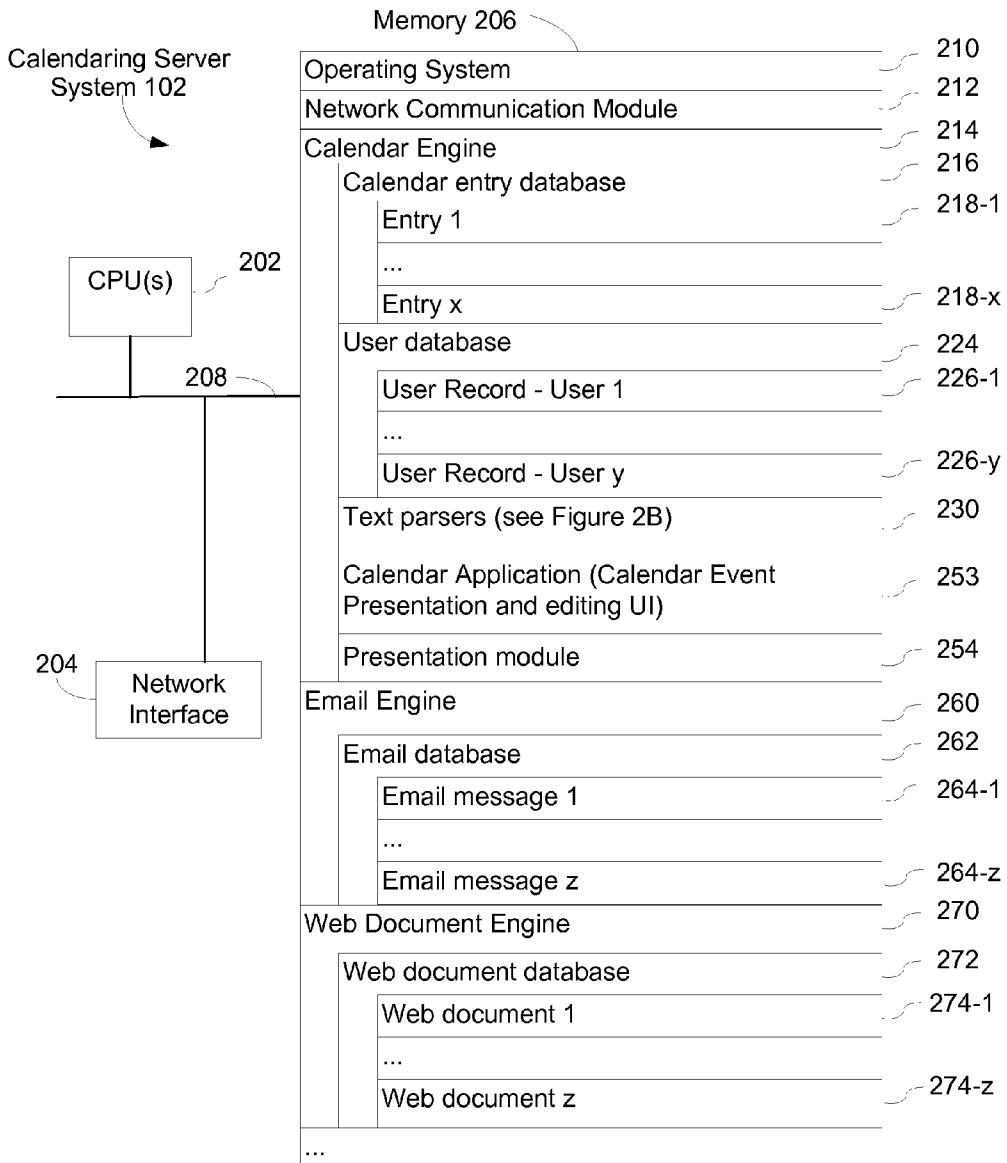 Memory 206
Calendaring Server
System 102
Operating System
210
Network Communication Module
212
Calendar Engine
214
Calendar entry database
216
Entry 1
218-1
...
Entry x
218-x
CPU(s)
202
User database
224
208
User Record - User 1
226-1
...
User Record - User y
226-y
Text parsers (see Figure 2B)
230
Calendar Application (Calendar Event
Presentation and editing UI)
253
Presentation module
254
204
Network
Interface
Email Engine
260
Email database
262
Email message 1
264-1
...
Email message z
264-z
Web Document Engine
270
Web document database
272
Web document 1
274-1
...
Web document z
274-z
...